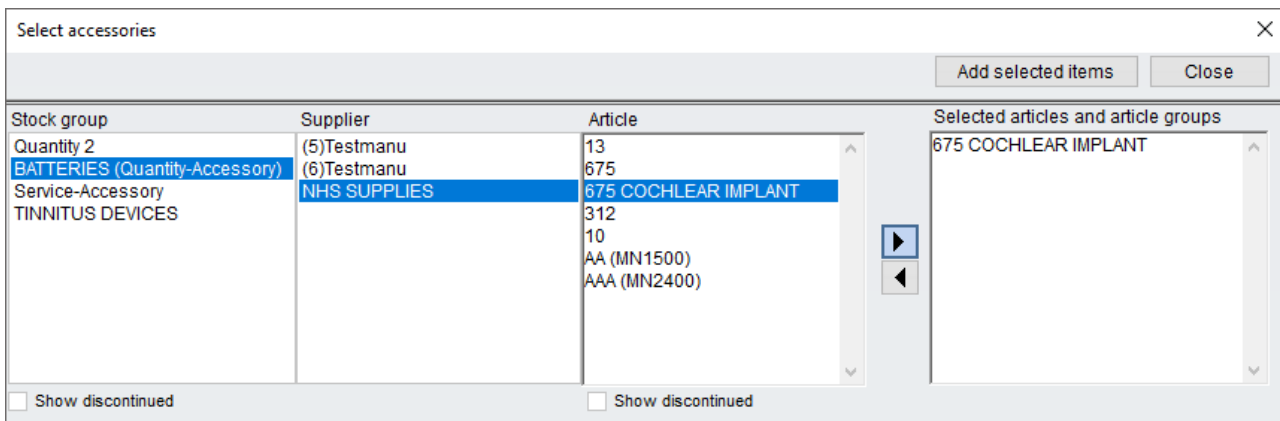 Select accessories
Add selected items
Close
Stock group
Supplier
Article
Selected articles and article groups
Quantity 2
BATTERIES (Quantity-Accessory)
Service-Accessory
TINNITUS DEVICES
(5)Testmanu
(6)Testmanu
NHS SUPPLIES
13
675
675 COCHLEAR IMPLANT
312
10
AA (MN1500)
AAA (MN2400)
675 COCHLEAR IMPLANT
Show discontinued
Show discontinued